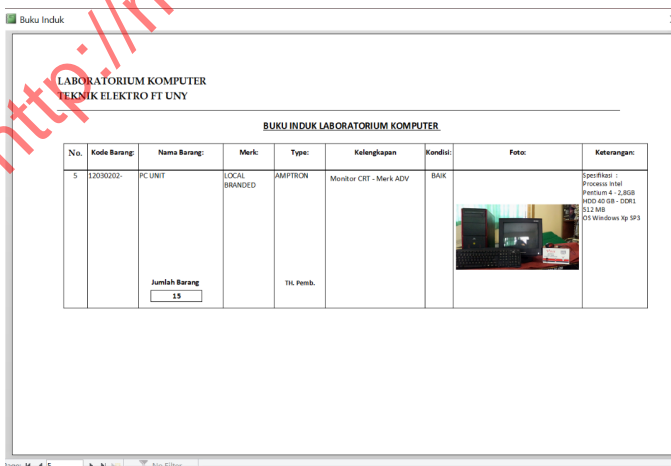 Buku Induk
LABORATORIUM KOMPUTER
TEKNIK ELEKTRO FT UNY
BUKU INDUK LABORATORIUM KOMPUTER
No. Kode Barang: Nama Barang: Merk: Type: Kelengkapan Kondisi: Foto: Keterangan:
5 12030202- PC UNIT LOCAL AMPTRON Monitor CRT - Merk ADV BAIK Spesifikasi :
BRANDED Processs Intel
Pentium 4 - 2,8GB
HDD 40 GB - DDR1
512 MB
OS Windows Xp SP3
Jumlah Barang TH. Pemb.
15
5 No Filter
http://